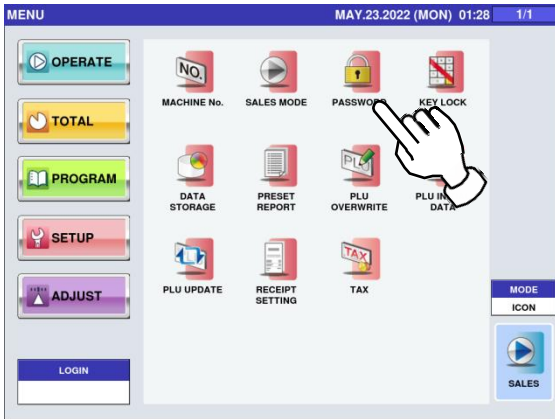 MENU
MAY.23.2022 (MON) 01:28
1/1
OPERATE
TOTAL
PROGRAM
SETUP
ADJUST
LOGIN
NO.
MACHINE No.
SALES MODE
PASSWORD
KEY LOCK
DATA
STORAGE
PRESET
REPORT
PLU
PLU
OVERWRITE
PLU
DATA
PLU UPDATE
RECEIPT
SETTING
TAX
TAX
MODE
ICON
SALES